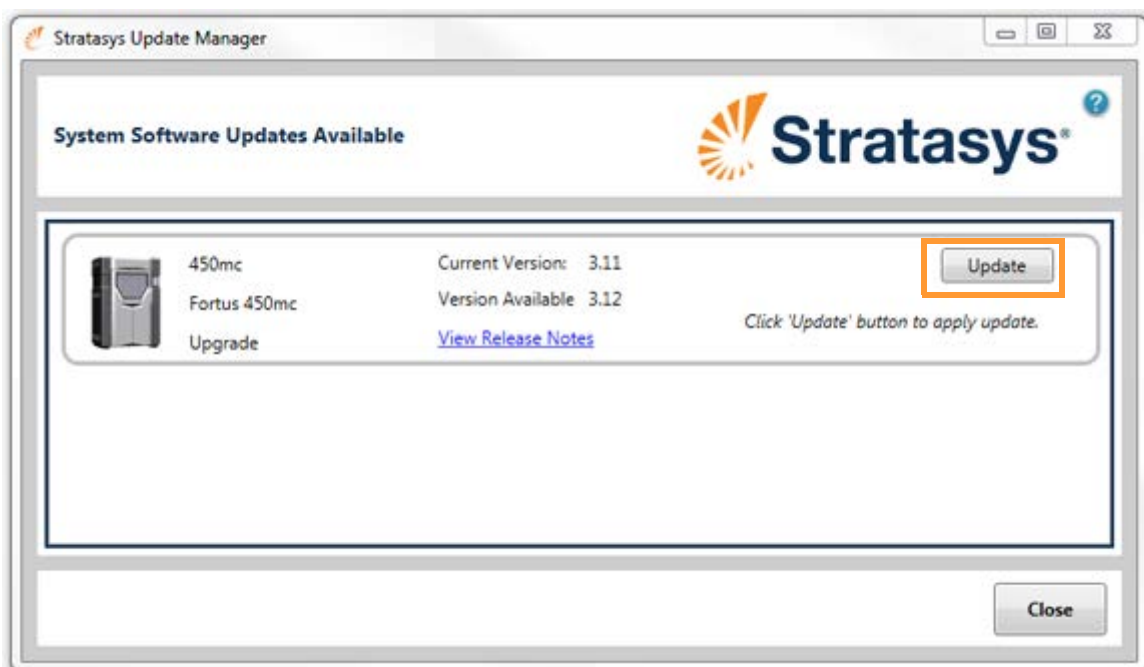 Stratasys Update Manager
System Software Updates Available
Stratasys®
?
450mc
Current Version: 3.11
Update
Fortus 450mc
Version Available 3.12
Click 'Update' button to apply update.
Upgrade
View Release Notes
Close